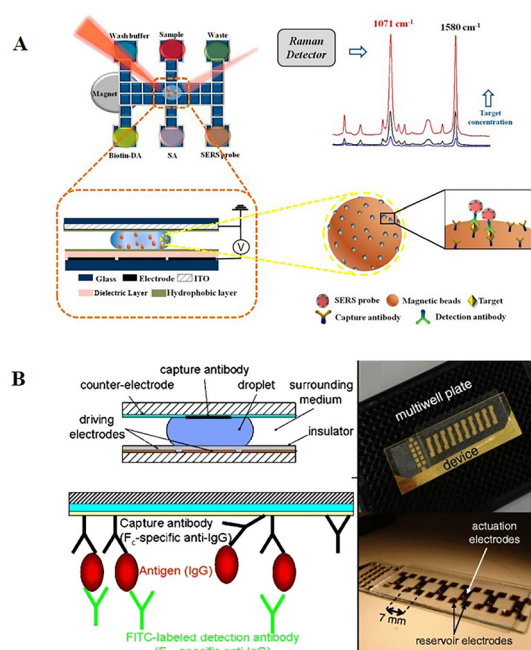 A
Wash buffer
Sample
Waste
Magnet
Biotin-DA
SA
SERS probe
Raman
Detector
1071 cm-1
1580 cm-1
Target
concentration
V
Glass
Electrode
ITO
Dielectric Layer
Hydrophobic layer
SERS probe
Magnetic beads
Target
Capture antibody
Detection antibody
B
capture antibody
counter-electrode
droplet
surrounding
medium
driving
electrodes
insulator
Capture antibody
(Fc-specific anti-IgG)
Antigen (IgG)
FITC-labeled detection antibody
multiwell plate
device
actuation
electrodes
7 mm
reservoir electrodes